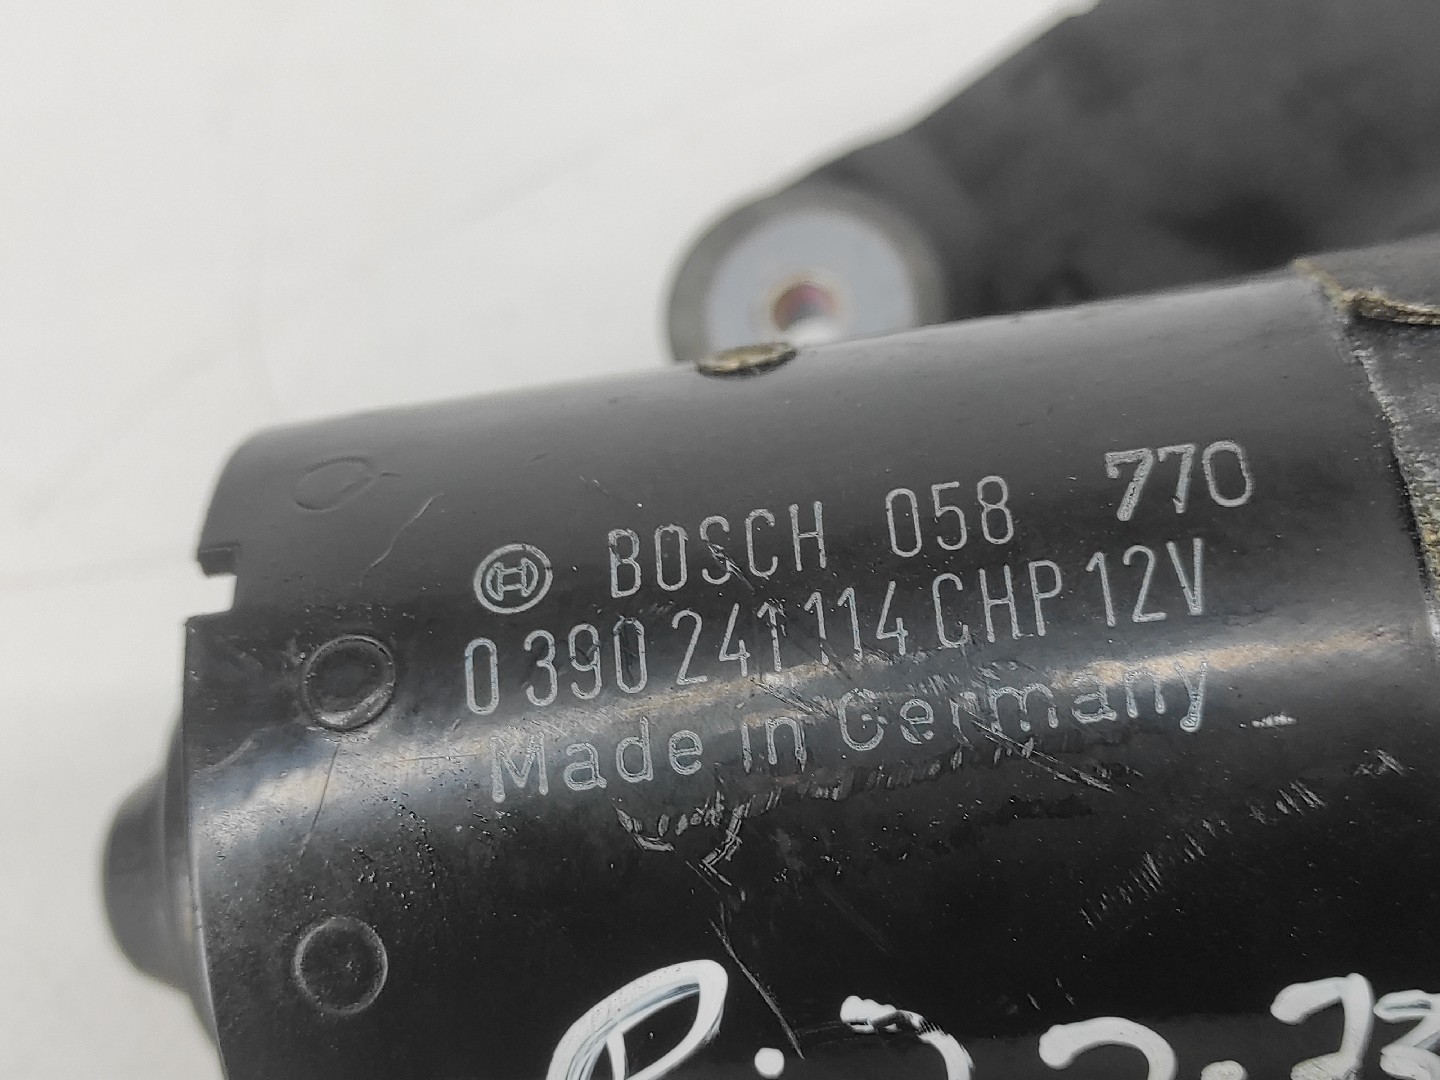 BOSCH 058 770
0 390 241 114 CHP 12V
Made in Germany